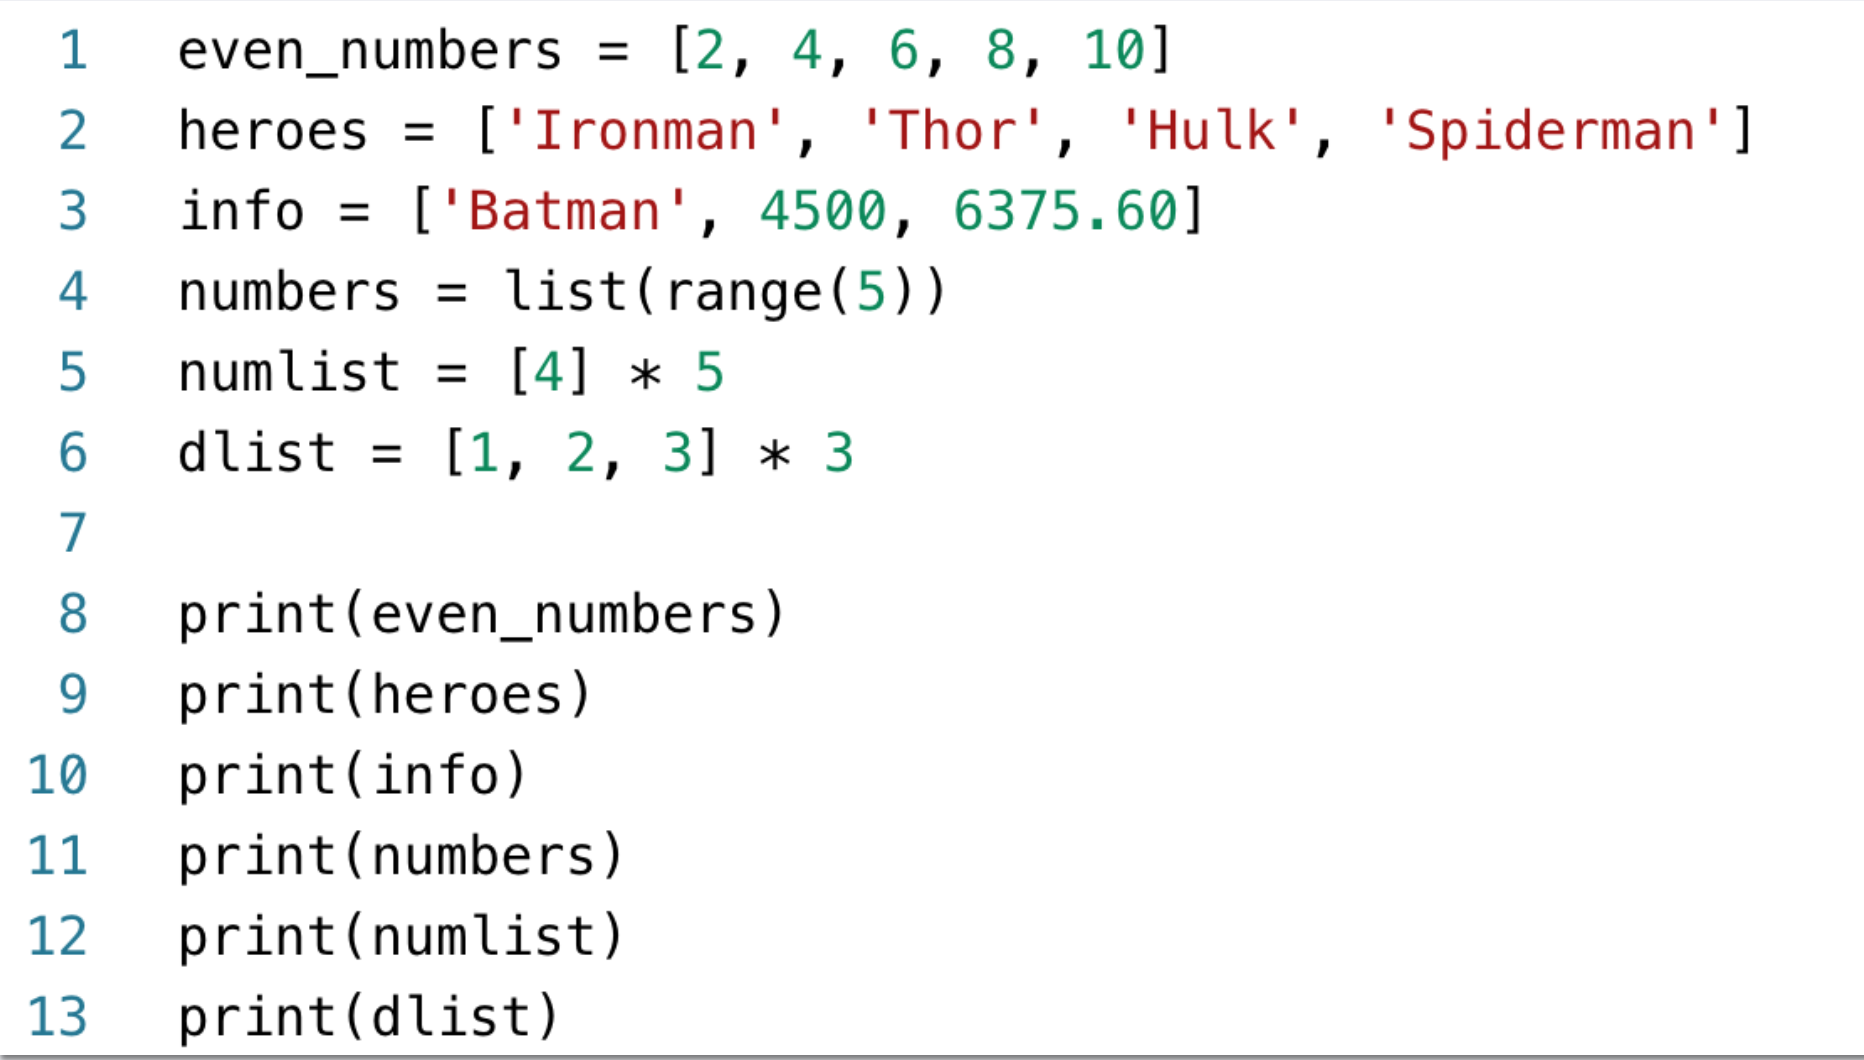 1 even_numbers = [2, 4, 6, 8, 10]
2 heroes = ['Ironman', 'Thor', 'Hulk', 'Spiderman']
3 info = ['Batman', 4500, 6375.60]
4 numbers = list(range(5))
5 numlist = [4] * 5
6 dlist = [1, 2, 3] * 3
7
8 print(even_numbers)
9 print(heroes)
10 print(info)
11 print(numbers)
12 print(numlist)
13 print(dlist)